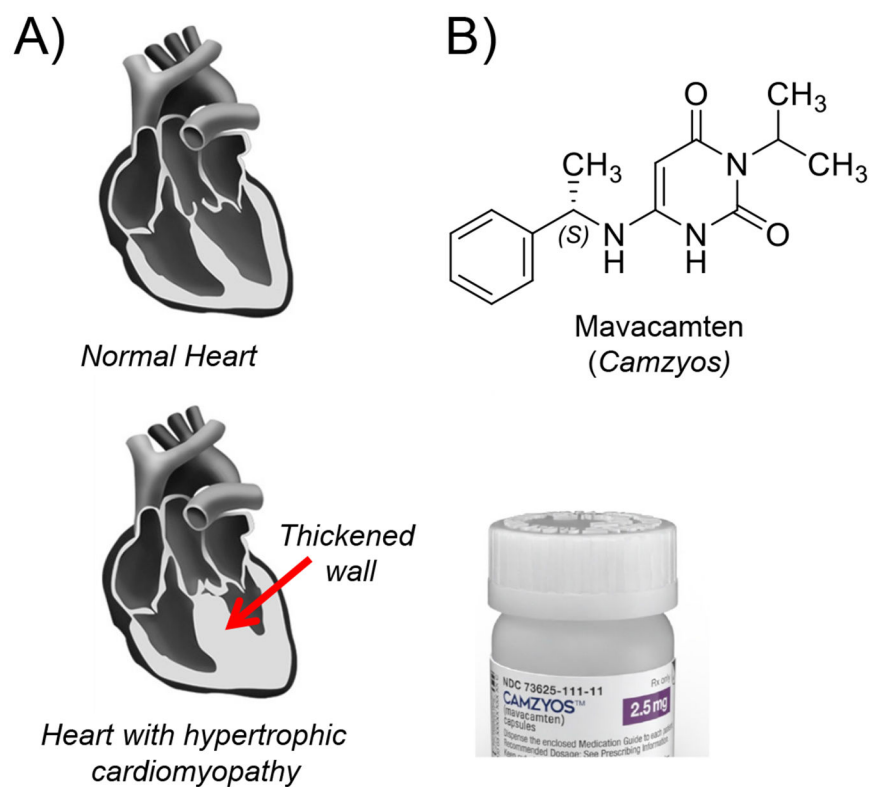 A)
Normal Heart
Thickened
wall
Heart with hypertrophic
cardiomyopathy
B)
O
CH₃
CH₃
N
CH₃
(S)
N
H
N
H
O
Mavacamten
(Camzyos)
NDC 73625-111-11
Rx only
CAMZYOS™
(mavacamten)
capsules
2.5 mg
Dispense the enclosed Medication Guide to each
Recommended Dosage: See Prescribing Information